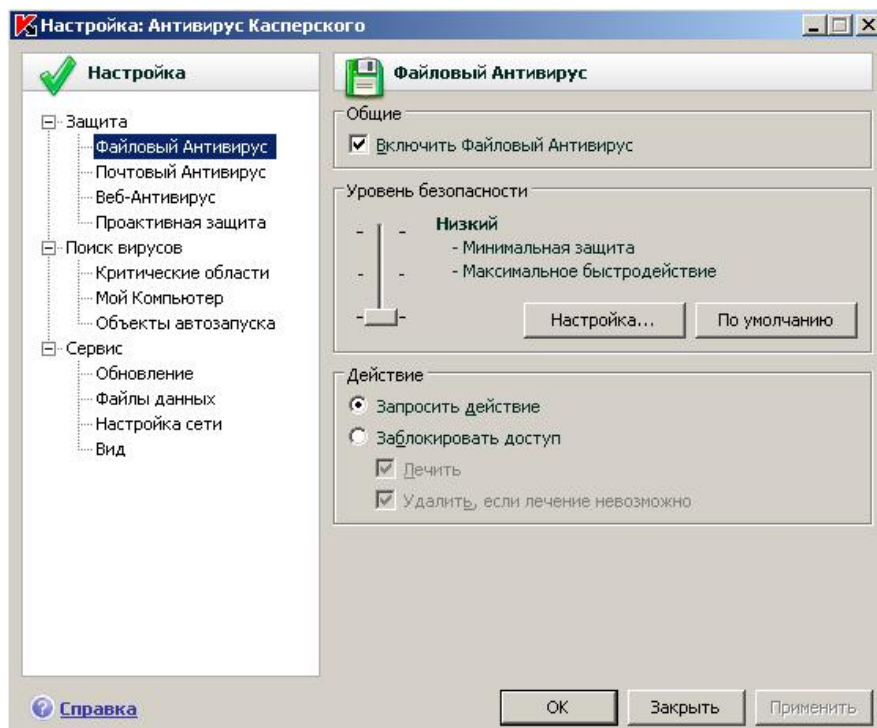 Настройка: Антивирус Касперского
Настройка
Защита
Файловый Антивирус
Почтовый Антивирус
Веб-Антивирус
Проактивная защита
Поиск вирусов
Критические области
Мой Компьютер
Объекты автозапуска
Сервис
Обновление
Файлы данных
Настройка сети
Вид
Справка
Файловый Антивирус
Общие
Включить Файловый Антивирус
Уровень безопасности
Низкий
- Минимальная защита
- Максимальное быстродействие
Настройка... По умолчанию
Действие
Запросить действие
Заблокировать доступ
Лечить
Удалить, если лечение невозможно
ОК Закрыть Применить